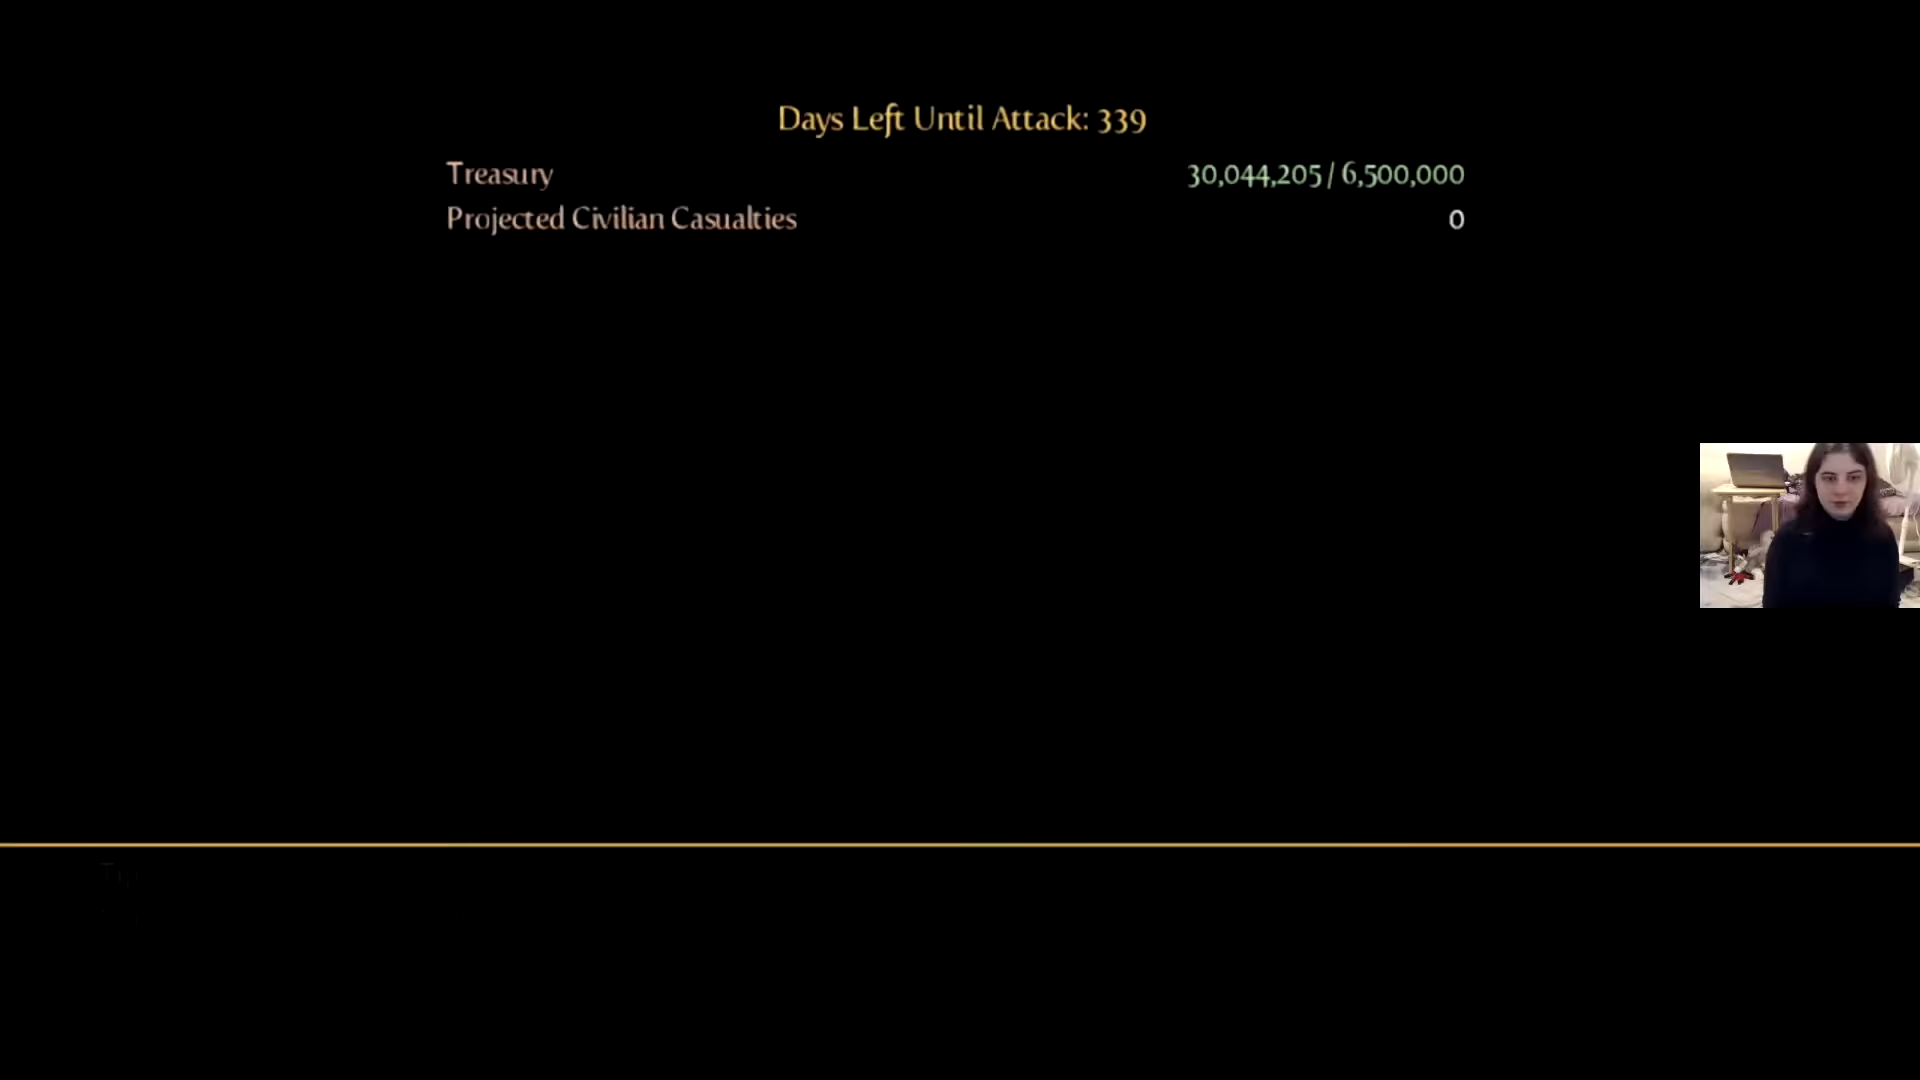 Days Left Until Attack: 339
Treasury 30,044,205 / 6,500,000
Projected Civilian Casualties 0